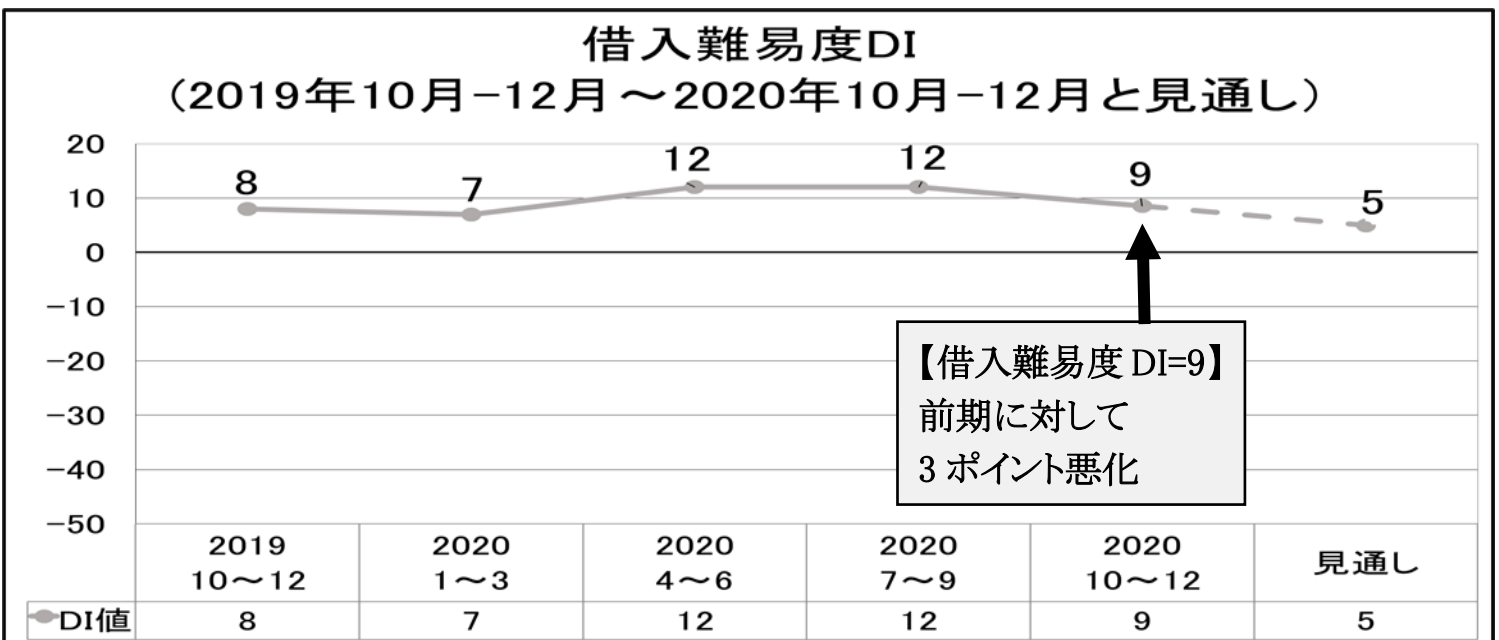 借入難易度DI
（2019年10月-12月～2020年10月-12月と見通し）
20
10
0
-10
-20
-30
-40
-50
8
7
12
12
9
5
【借入難易度 DI=9】
前期に対して
3 ポイント悪化
2019 2020 2020 2020 2020 見通し
10～12 1～3 4～6 7～9 10～12
DI値 8 7 12 12 9 5